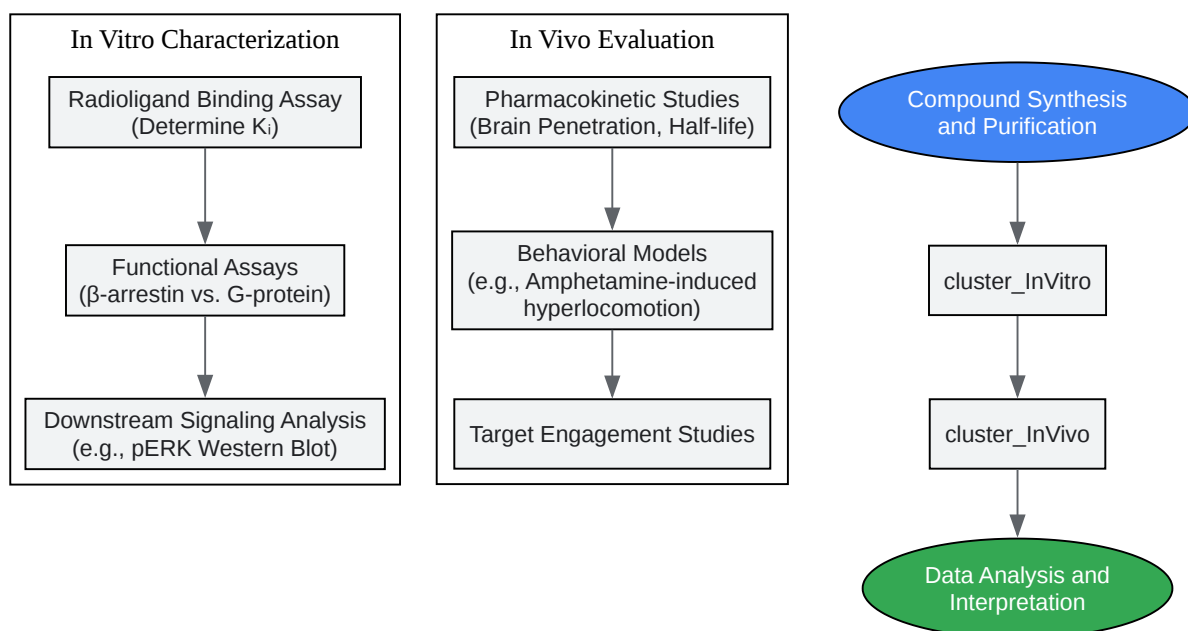 In Vitro Characterization
Radioligand Binding Assay
(Determine Kᵢ)
Functional Assays
(β-arrestin vs. G-protein)
Downstream Signaling Analysis
(e.g., pERK Western Blot)
In Vivo Evaluation
Pharmacokinetic Studies
(Brain Penetration, Half-life)
Behavioral Models
(e.g., Amphetamine-induced
hyperlocomotion)
Target Engagement Studies
Compound Synthesis
and Purification
cluster_InVitro
cluster_InVivo
Data Analysis and
Interpretation